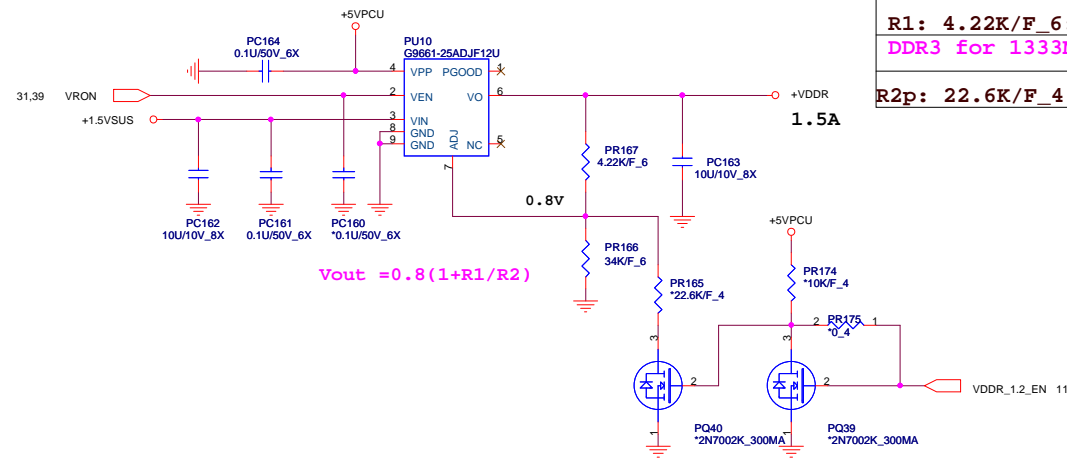 +5VPCU
PC164
0.1U/50V_6X
PU10
G9661-25ADJF12U
4 VPP PGOOD 1
31,39 VRON
2 VEN VO 6
+VDDR
1.5A
+1.5VSUS
3 VIN
8 GND
9 GND ADJ NC 5
7
PR167
4.22K/F_6
PC163
10U/10V_8X
PC162
10U/10V_8X
PC161
0.1U/50V_6X
PC160
*0.1U/50V_6X
0.8V
Vout =0.8(1+R1/R2)
PR166
34K/F_6
PR165
*22.6K/F_4
+5VPCU
PR174
*10K/F_4
2 PR175 1
*0_4
3
2
1
PQ40
*2N7002K_300MA
3
2
1
PQ39
*2N7002K_300MA
VDDR_1.2_EN 11
R1: 4.22K/F_6
DDR3 for 1333M
R2p: 22.6K/F_4